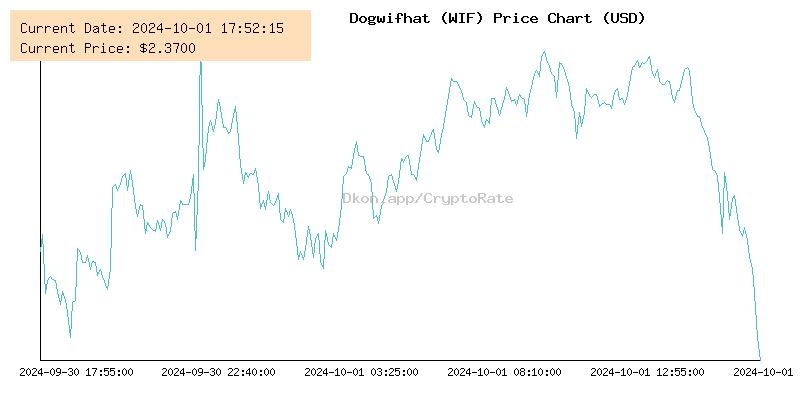 Dogwifhat (WIF) Price Chart (USD)
Current Date: 2024-10-01 17:52:15
Current Price: $2.3700
Dkon.app/CryptoRate
2024-09-30 17:55:00 2024-09-30 22:40:00 2024-10-01 03:25:00 2024-10-01 08:10:00 2024-10-01 12:55:00 2024-10-01